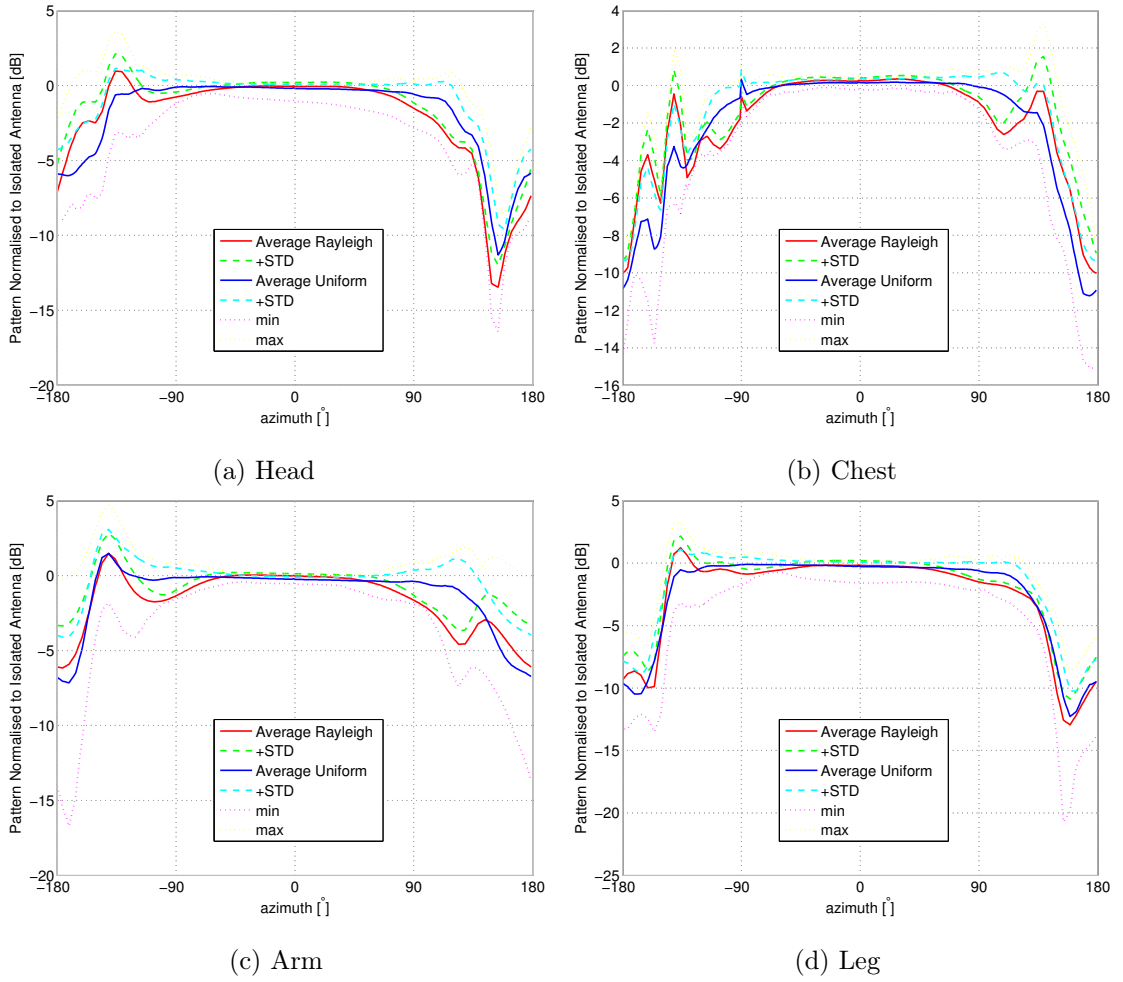 Pattern Normalised to Isolated Antenna [dB]
5
0
−5
−10
−15
−20
−180
−90
0
90
180
azimuth [°]
Average Rayleigh
+STD
Average Uniform
+STD
min
max
(a) Head
Pattern Normalised to Isolated Antenna [dB]
4
2
0
−2
−4
−6
−8
−10
−12
−14
−16
−180
−90
0
90
180
azimuth [°]
Average Rayleigh
+STD
Average Uniform
+STD
min
max
(b) Chest
Pattern Normalised to Isolated Antenna [dB]
5
0
−5
−10
−15
−20
−180
−90
0
90
180
azimuth [°]
Average Rayleigh
+STD
Average Uniform
+STD
min
max
(c) Arm
Pattern Normalised to Isolated Antenna [dB]
5
0
−5
−10
−15
−20
−25
−180
−90
0
90
180
azimuth [°]
Average Rayleigh
+STD
Average Uniform
+STD
min
max
(d) Leg